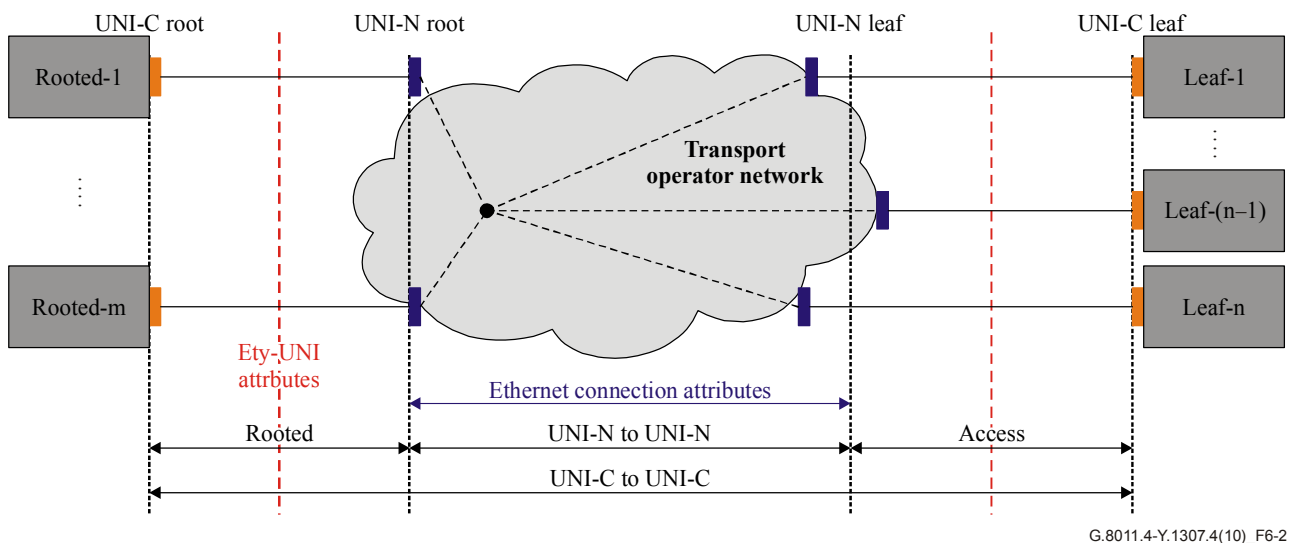 UNI-C root
UNI-N root
UNI-N leaf
UNI-C leaf
Rooted-1
Leaf-1
Transport
operator network
Leaf-(n–1)
Rooted-m
Leaf-n
Ety-UNI
attrbutes
Ethernet connection attributes
Rooted
UNI-N to UNI-N
Access
UNI-C to UNI-C
G.8011.4-Y.1307.4(10) F6-2